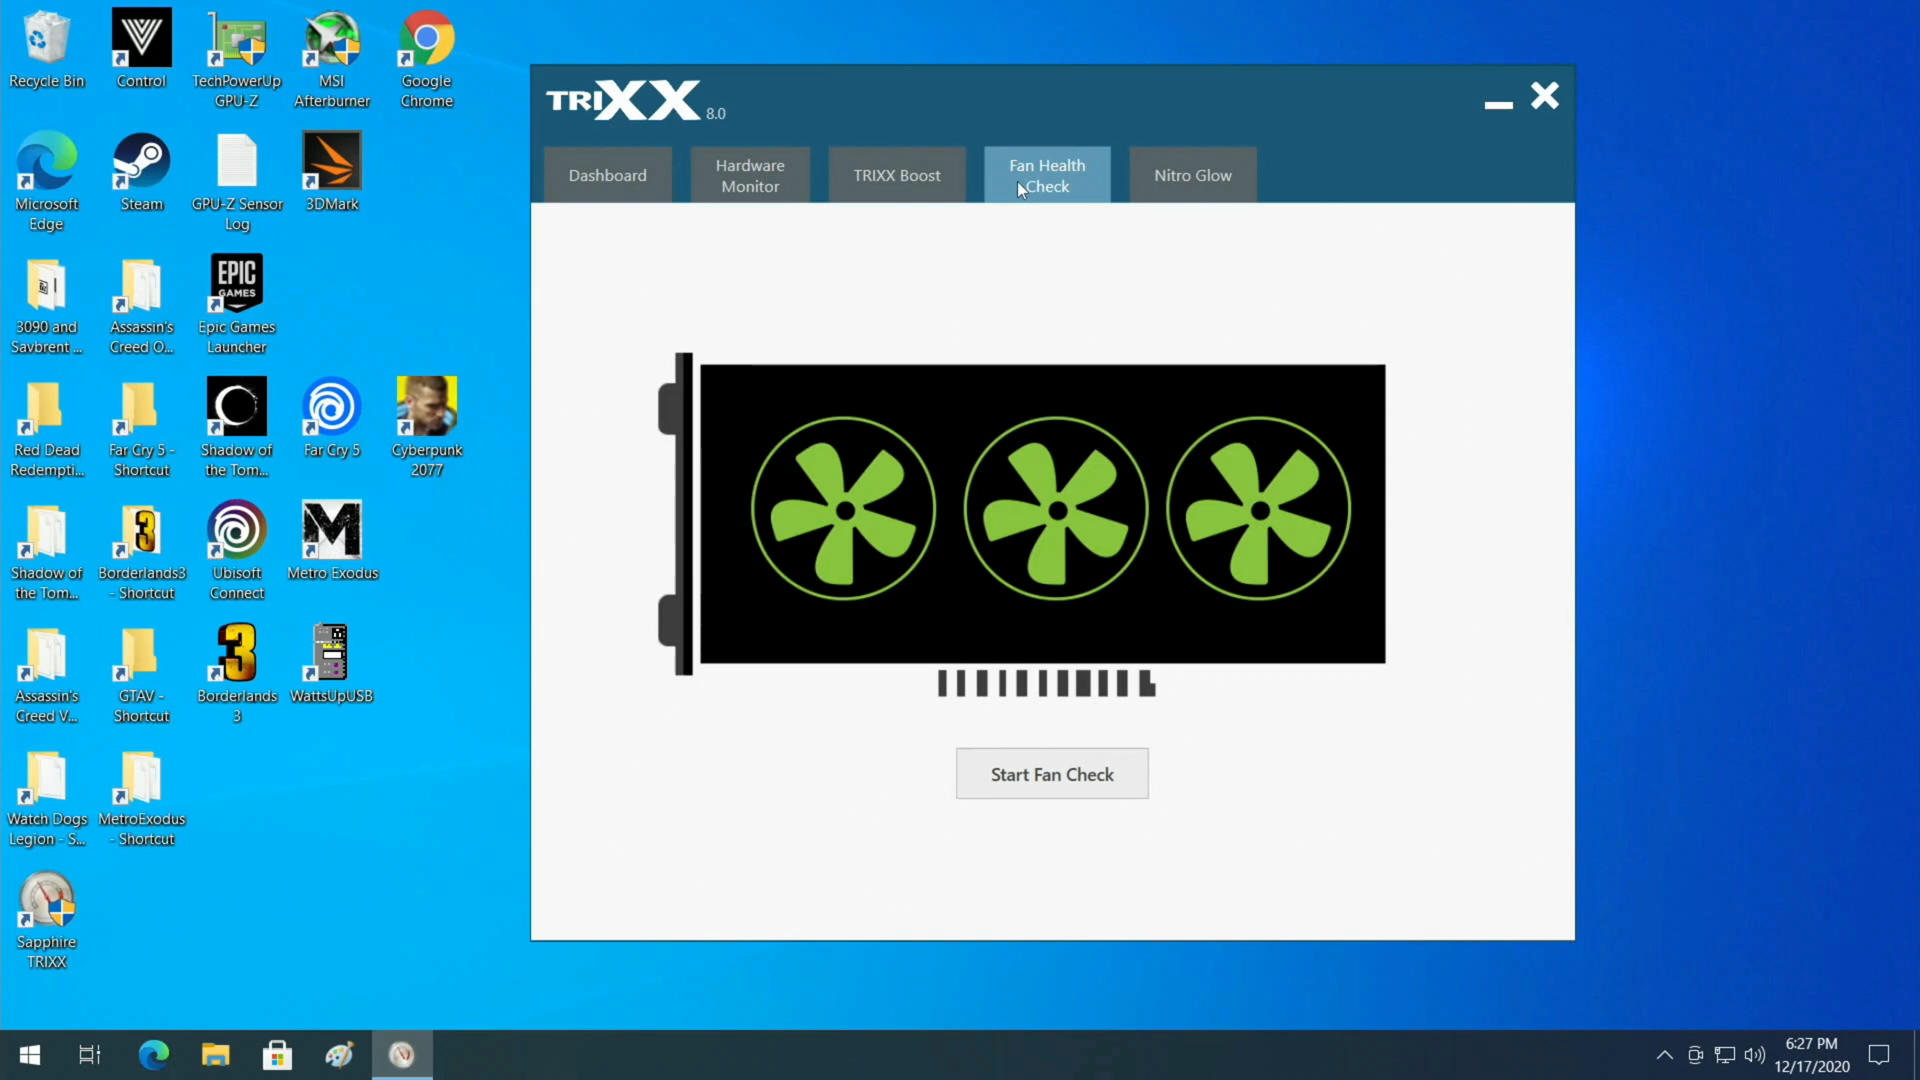 Recycle Bin
Control
TechPowerUp
GPU-Z
MSI
Afterburner
Google
Chrome
Microsoft
Edge
Steam
GPU-Z Sensor
Log
3DMark
3090 and
Savbrent ...
Assassin's
Creed O...
EPIC
GAMES
Epic Games
Launcher
Red Dead
Redempti...
Far Cry 5 -
Shortcut
Shadow of
the Tom...
Far Cry 5
Cyberpunk
2077
Shadow of
the Tom...
3
Borderlands3
- Shortcut
Ubisoft
Connect
M
Metro Exodus
Assassin's
Creed V...
GTAV -
Shortcut
3
Borderlands
3
WattsUpUSB
Watch Dogs
Legion - S...
MetroExodus
- Shortcut
Sapphire
TRIXX
TRIXX 8.0
Dashboard
Hardware
Monitor
TRIXX Boost
Fan Health
Check
Nitro Glow
Start Fan Check
6:27 PM
12/17/2020